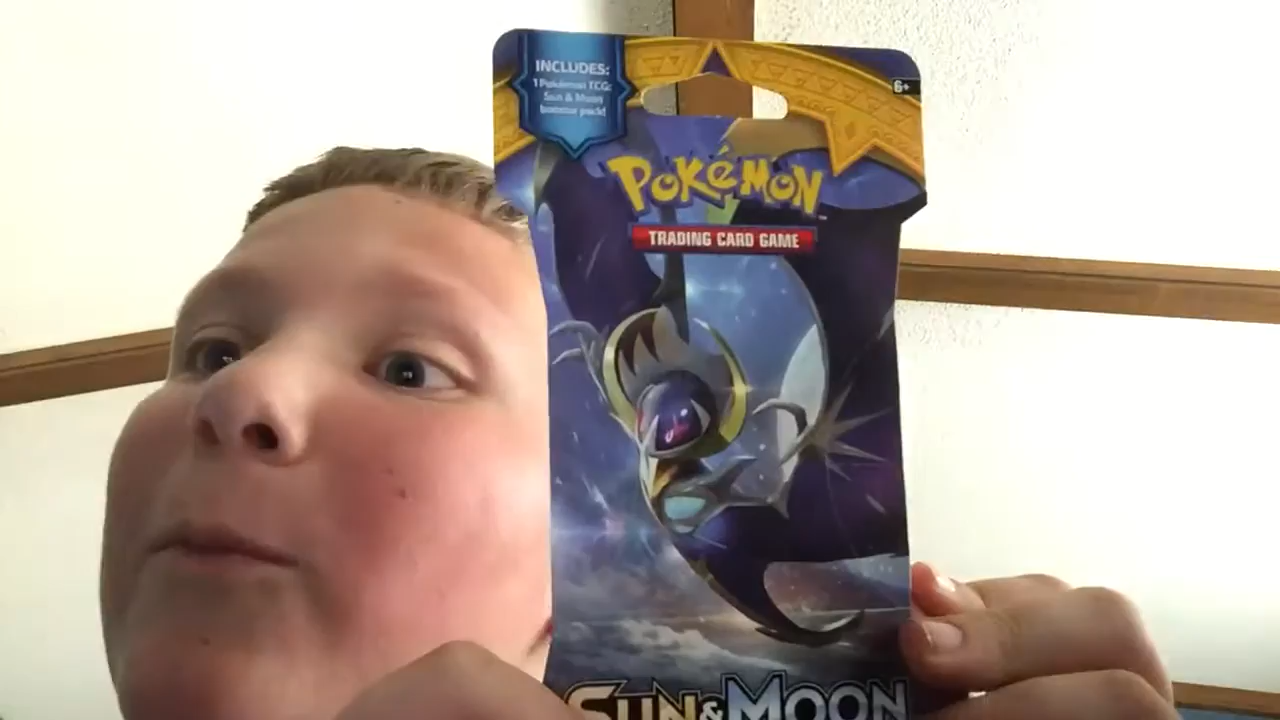 INCLUDES:
1 Pokémon TCG:
Sun & Moon
booster pack!
6+
POKéMON
TRADING CARD GAME
SUN & MOON